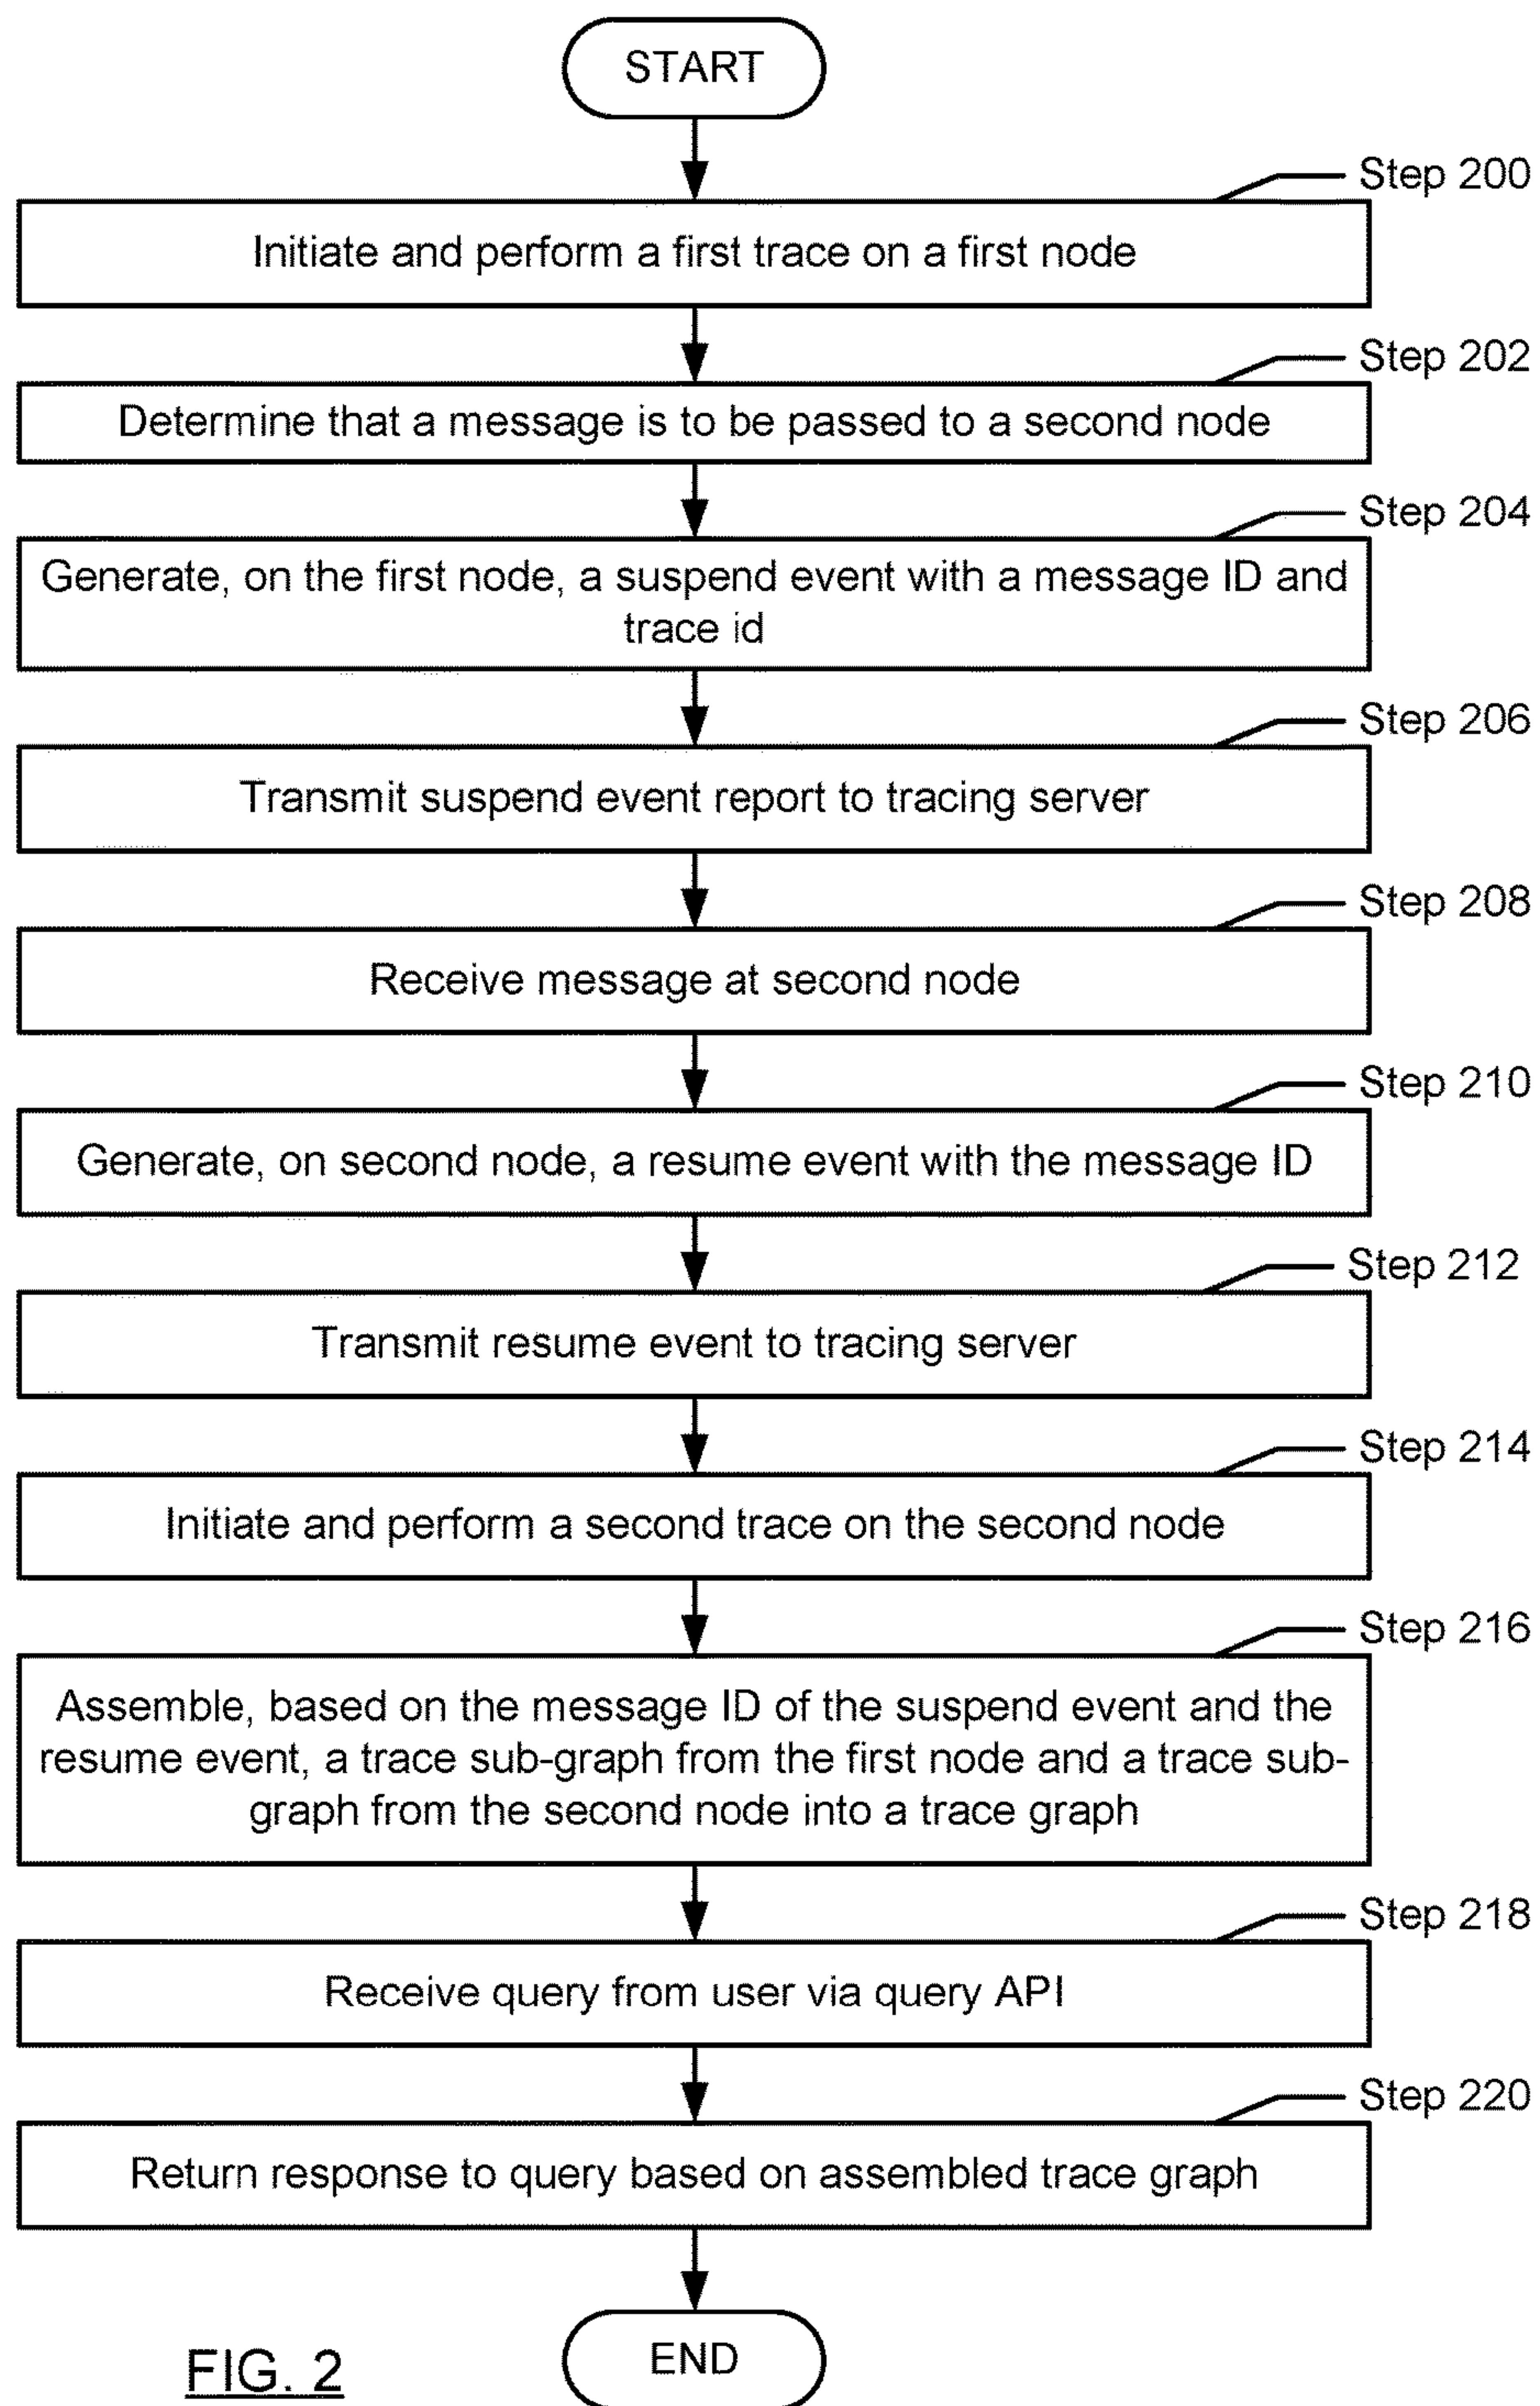 START
Step 200
Initiate and perform a first trace on a first node
Step 202
Determine that a message is to be passed to a second node
Step 204
Generate, on the first node, a suspend event with a message ID and
trace id
Step 206
Transmit suspend event report to tracing server
Step 208
Receive message at second node
Step 210
Generate, on second node, a resume event with the message ID
Step 212
Transmit resume event to tracing server
Step 214
Initiate and perform a second trace on the second node
Step 216
Assemble, based on the message ID of the suspend event and the
resume event, a trace sub-graph from the first node and a trace sub-
graph from the second node into a trace graph
Step 218
Receive query from user via query API
Step 220
Return response to query based on assembled trace graph
END
FIG. 2